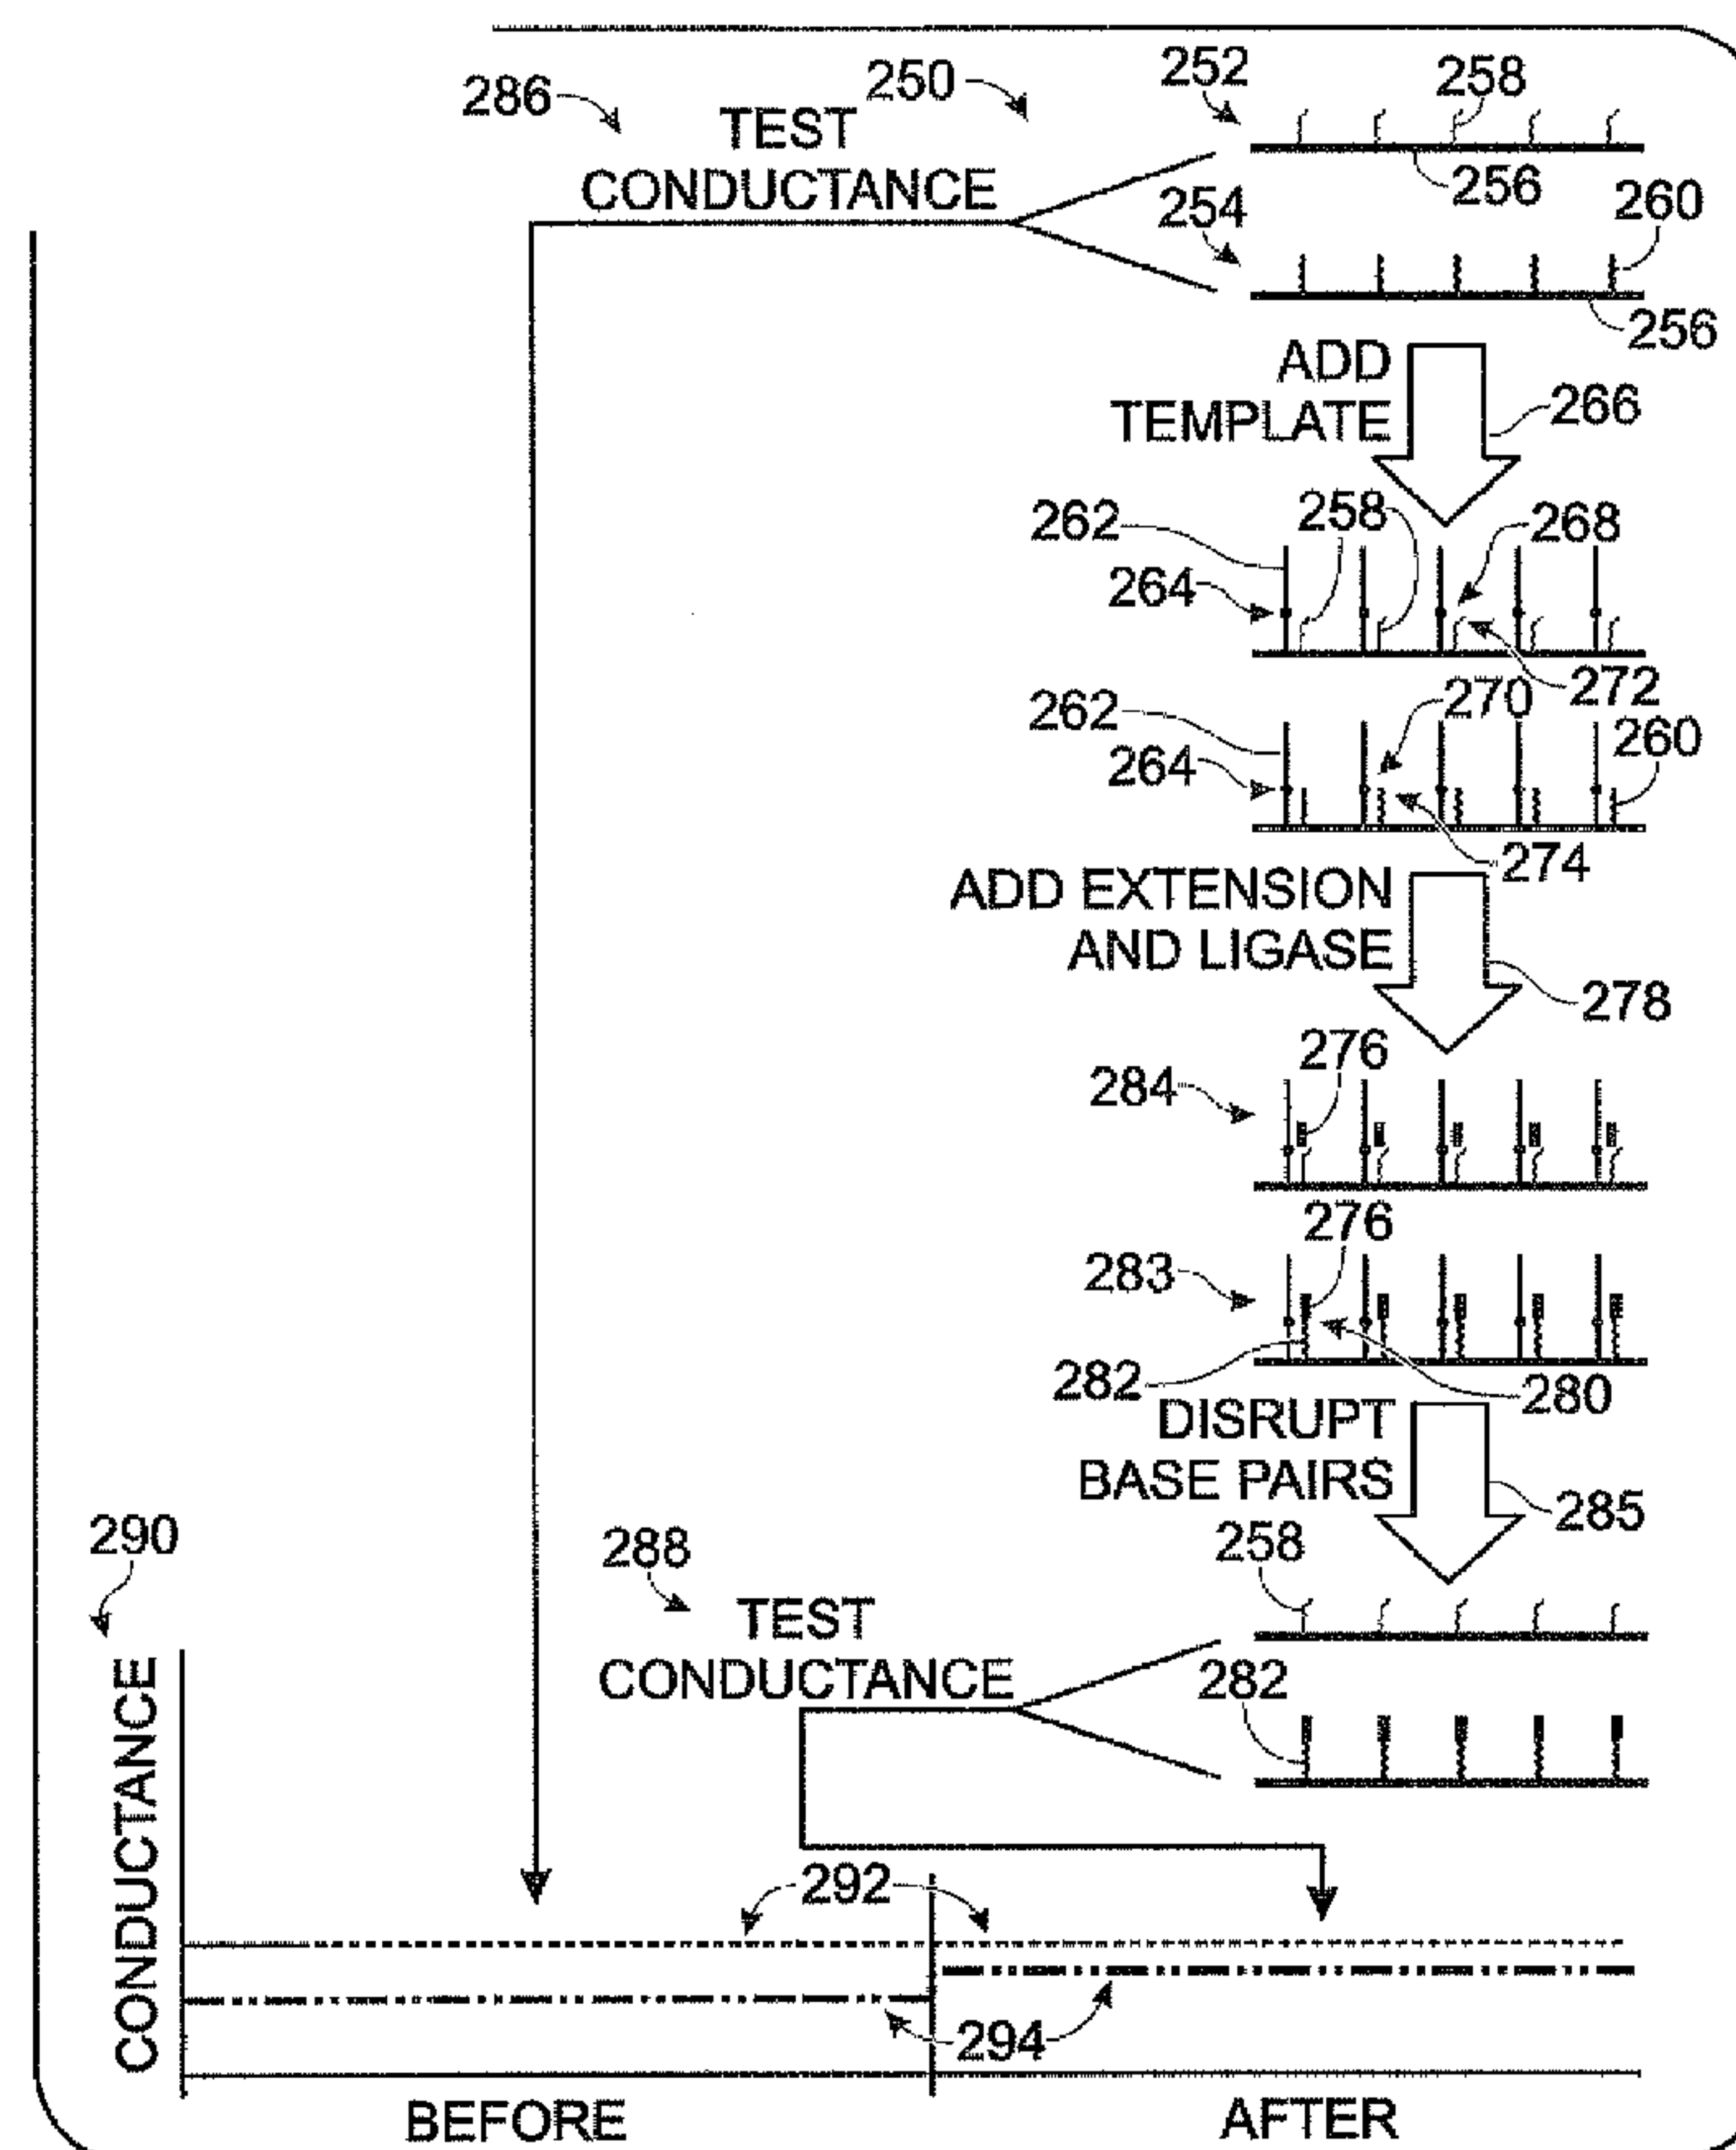 286
250
252
258
TEST
CONDUCTANCE
256
254
260
256
ADD
TEMPLATE
266
262
258
268
264
272
262
270
260
264
274
ADD EXTENSION
AND LIGASE
278
276
284
276
283
282
280
DISRUPT
BASE PAIRS
285
290
288
258
TEST
CONDUCTANCE
282
CONDUCTANCE
292
294
BEFORE
AFTER